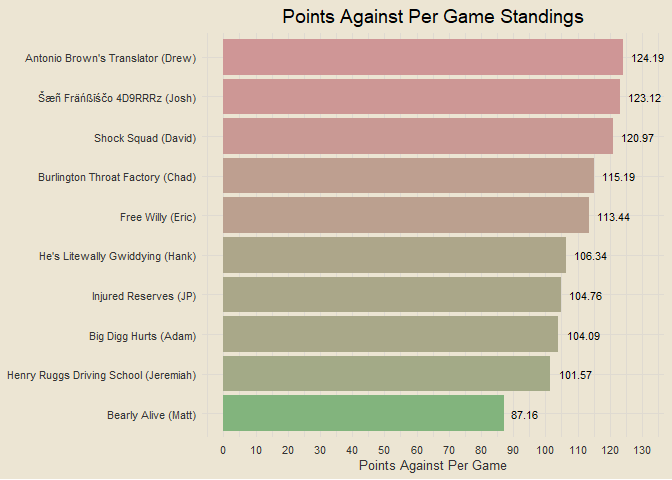 Points Against Per Game Standings
Antonio Brown's Translator (Drew) 124.19
Šæñ Fräńßïščo 4D9RRRz (Josh) 123.12
Shock Squad (David) 120.97
Burlington Throat Factory (Chad) 115.19
Free Willy (Eric) 113.44
He's Litewally Gwiddying (Hank) 106.34
Injured Reserves (JP) 104.76
Big Digg Hurts (Adam) 104.09
Henry Ruggs Driving School (Jeremiah) 101.57
Bearly Alive (Matt) 87.16
0 10 20 30 40 50 60 70 80 90 100 110 120 130
Points Against Per Game